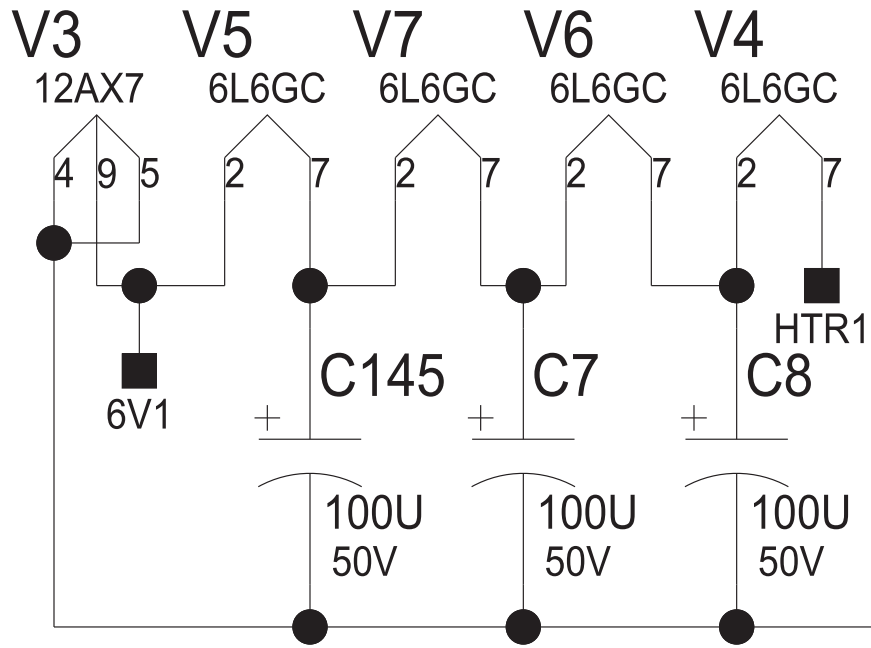 V3 V5 V7 V6 V4
12AX7 6L6GC 6L6GC 6L6GC 6L6GC
4 9 5 2 7 2 7 2 7 2 7
HTR1
C145 C7 C8
6V1
+ + +
100U 100U 100U
50V 50V 50V